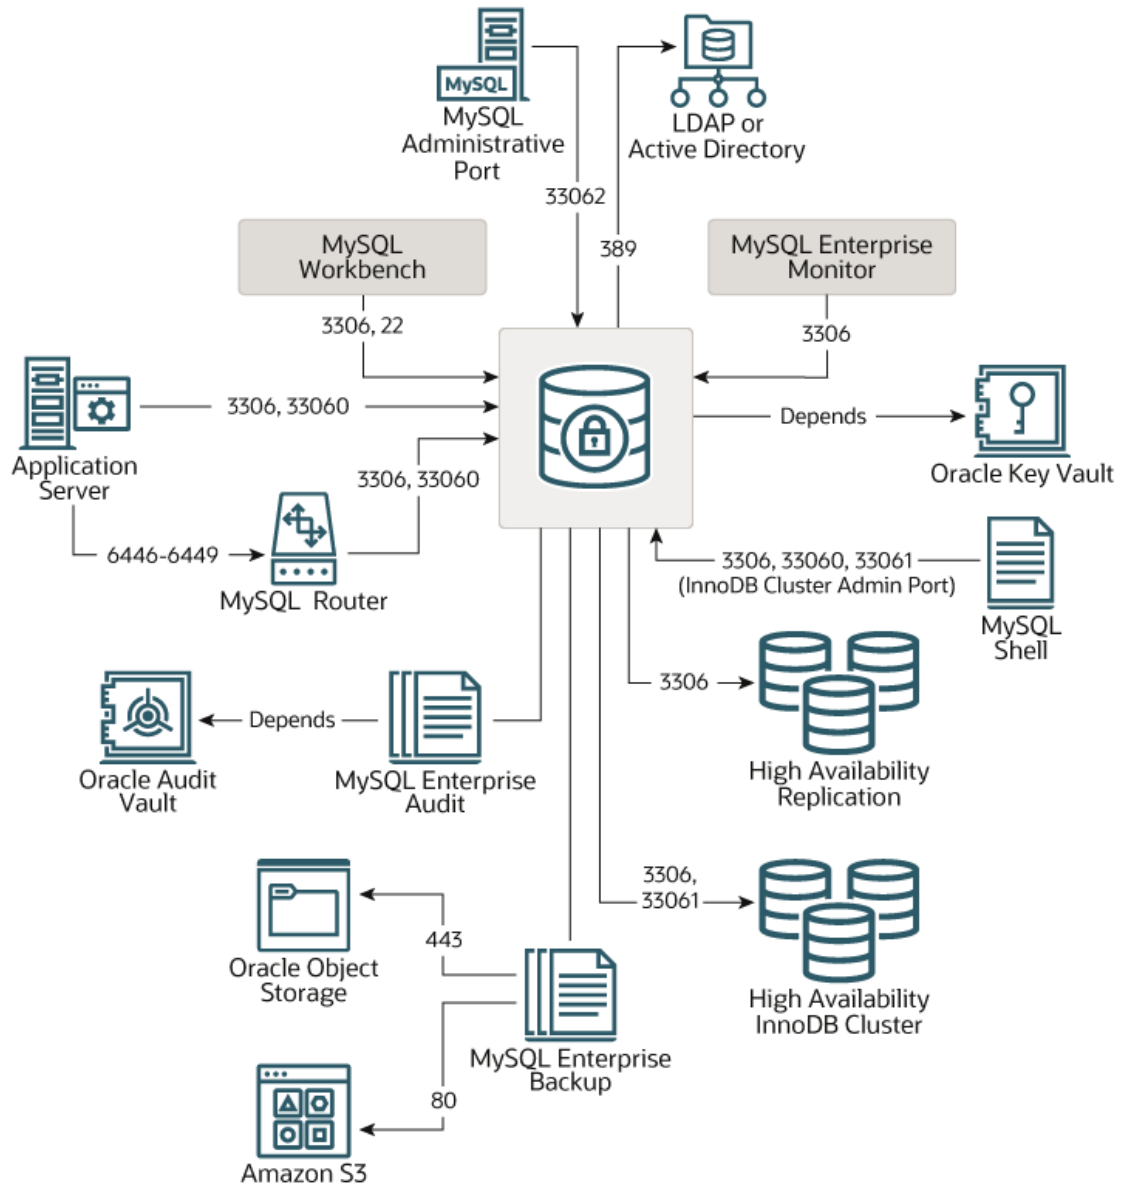 MySQL
MySQL
Administrative
Port
LDAP or
Active Directory
33062
389
MySQL
Workbench
MySQL Enterprise
Monitor
3306, 22
3306
3306, 33060
Depends
Application
Server
Oracle Key Vault
3306, 33060
6446-6449
MySQL Router
3306, 33060, 33061
(InnoDB Cluster Admin Port)
MySQL
Shell
3306
Depends
Oracle Audit
Vault
MySQL Enterprise
Audit
High Availability
Replication
3306,
33061
443
Oracle Object
Storage
High Availability
InnoDB Cluster
MySQL Enterprise
Backup
80
Amazon S3